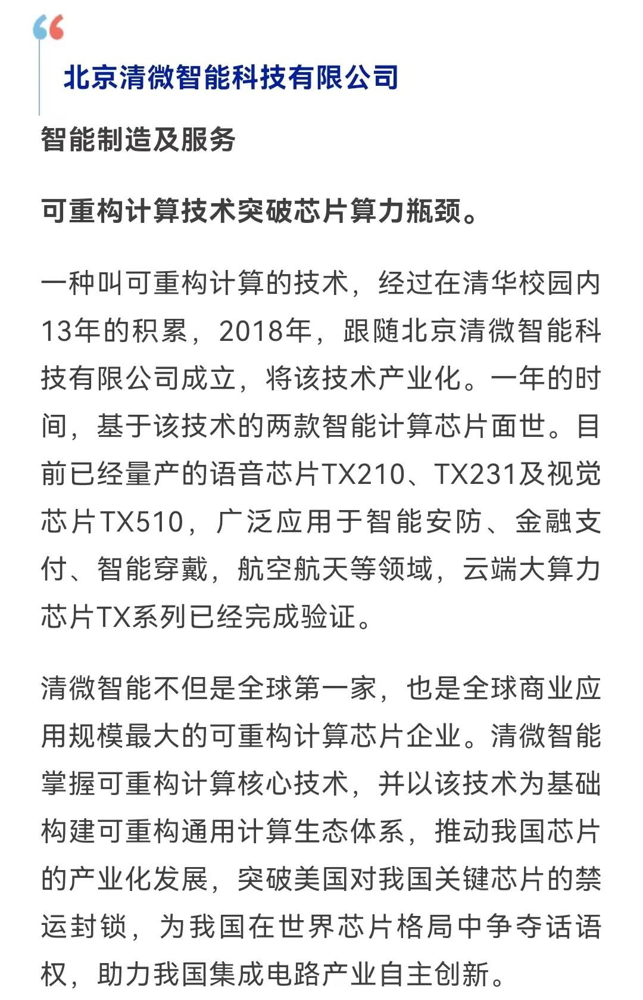 北京清微智能科技有限公司
智能制造及服务
可重构计算技术突破芯片算力瓶颈。
一种叫可重构计算的技术，经过在清华校园内
13年的积累，2018年，跟随北京清微智能科
技有限公司成立，将该技术产业化。一年的时
间，基于该技术的两款智能计算芯片面世。目
前已经量产的语音芯片TX210、TX231及视觉
芯片TX510，广泛应用于智能安防、金融支
付、智能穿戴，航空航天等领域，云端大算力
芯片TX系列已经完成验证。
清微智能不但是全球第一家，也是全球商业应
用规模最大的可重构计算芯片企业。清微智能
掌握可重构计算核心技术，并以该技术为基础
构建可重构通用计算生态体系，推动我国芯片
的产业化发展，突破美国对我国关键芯片的禁
运封锁，为我国在世界芯片格局中争夺话语
权，助力我国集成电路产业自主创新。